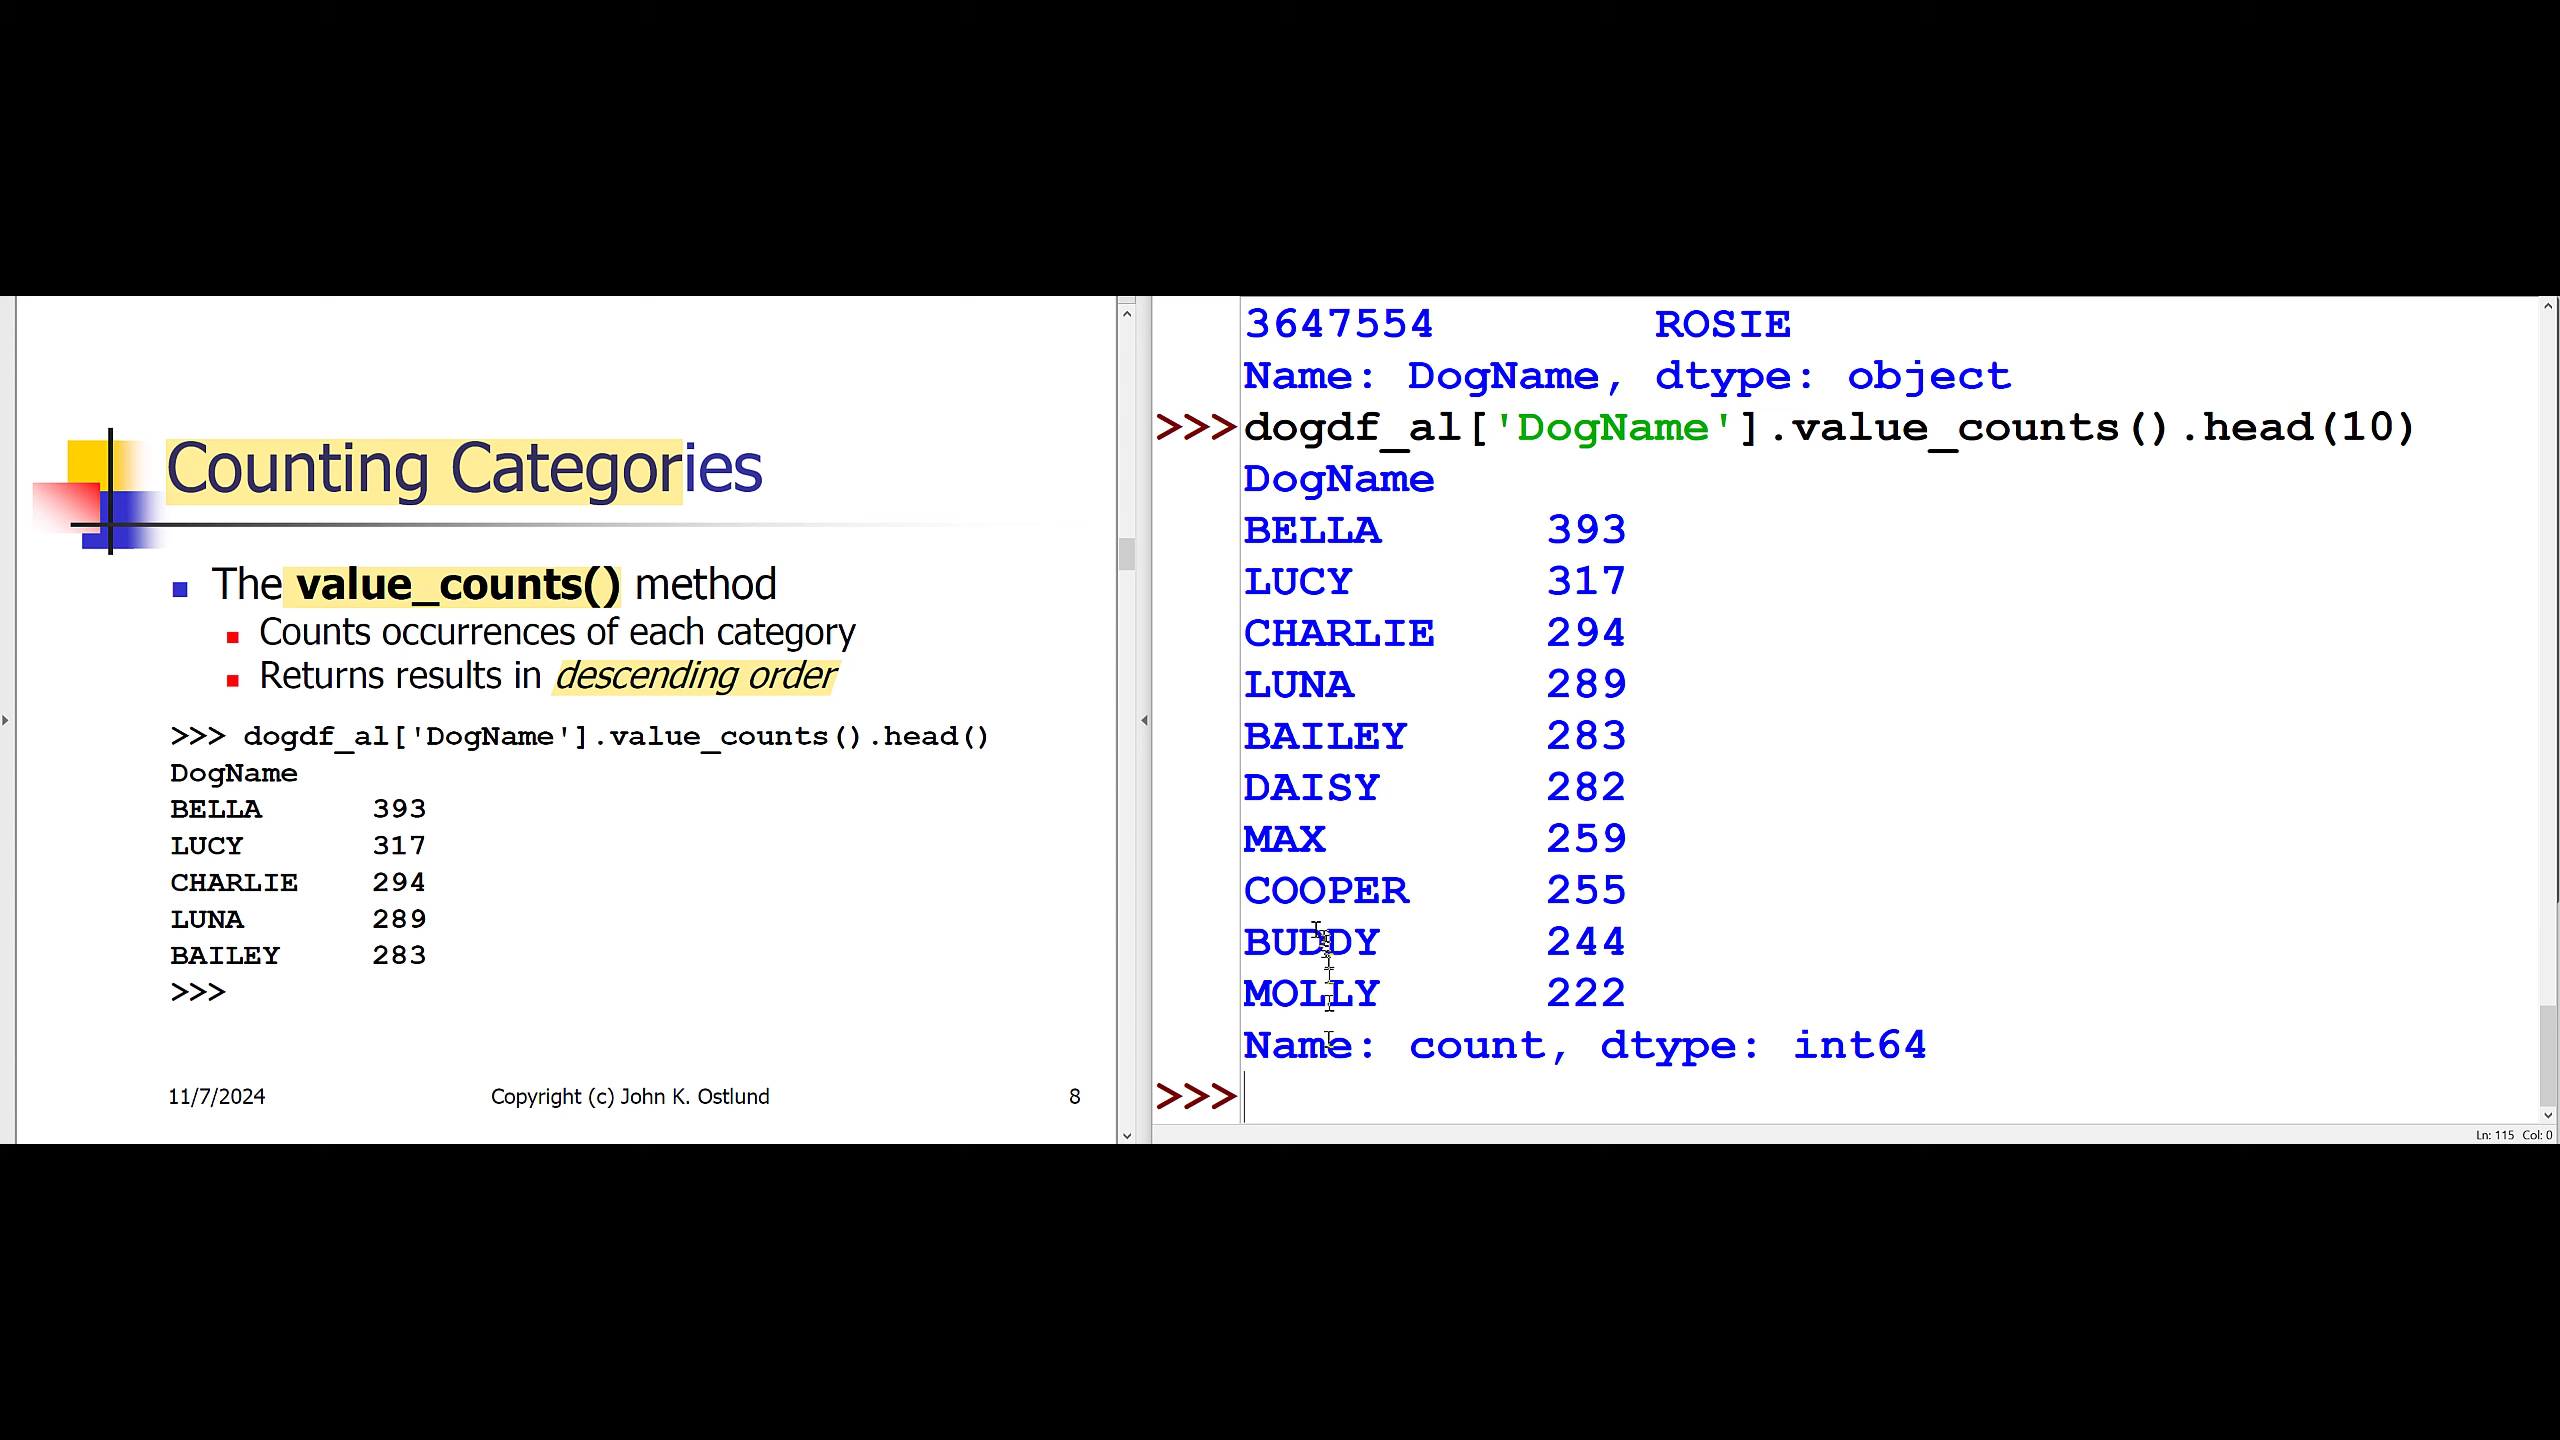 Counting Categories
The value_counts() method
Counts occurrences of each category
Returns results in descending order
>>> dogdf_al['DogName'].value_counts().head()
DogName
BELLA 393
LUCY 317
CHARLIE 294
LUNA 289
BAILEY 283
>>>
11/7/2024 Copyright (c) John K. Ostlund 8
3647554 ROSIE
Name: DogName, dtype: object
>>> dogdf_al['DogName'].value_counts().head(10)
DogName
BELLA 393
LUCY 317
CHARLIE 294
LUNA 289
BAILEY 283
DAISY 282
MAX 259
COOPER 255
BUDDY 244
MOLLY 222
Name: count, dtype: int64
>>>
Ln: 115 Col: 0